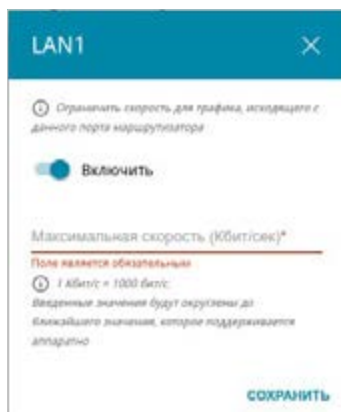 LAN1
Ограничить скорость для трафика, исходящего с
данного порта маршрутизатора
Включить
Максимальная скорость (Кбит/сек)*
Поле является обязательным
1 Кбит/с = 1000 бит/с.
Введенные значения будут округлены до
ближайшего значения, которое поддерживается
аппаратно
СОХРАНИТЬ